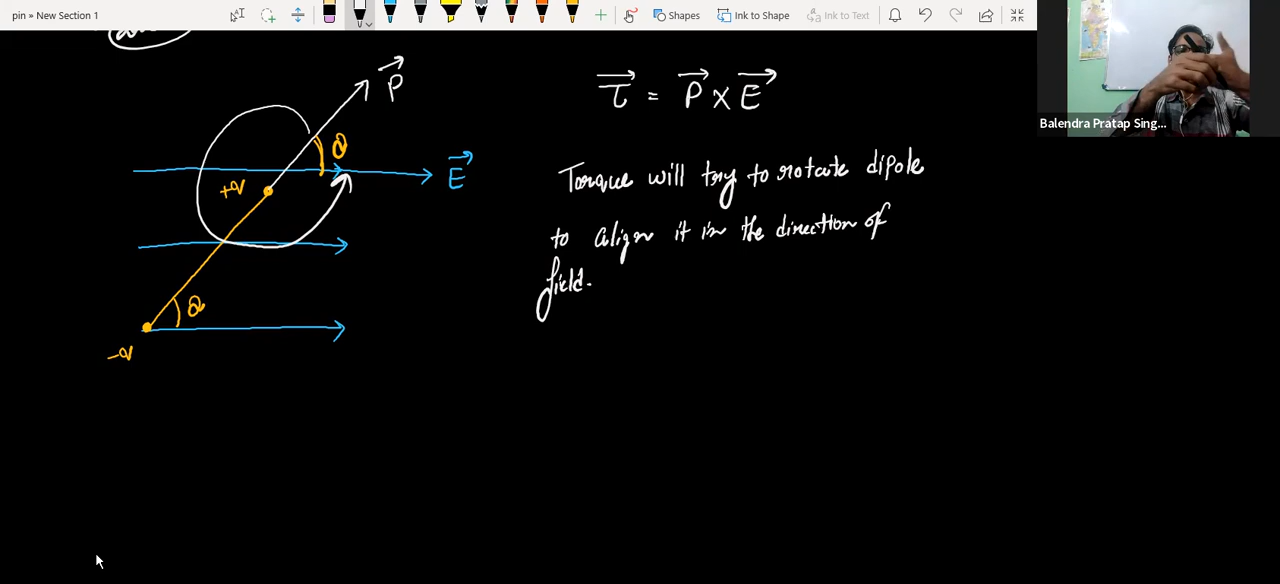 pin » New Section 1
Shapes
Ink to Shape
Ink to Text
Balendra Pratap Sing...
P
τ = P × E
θ
E
+q
Torque will try to rotate dipole
to align it in the direction of
field.
θ
-q